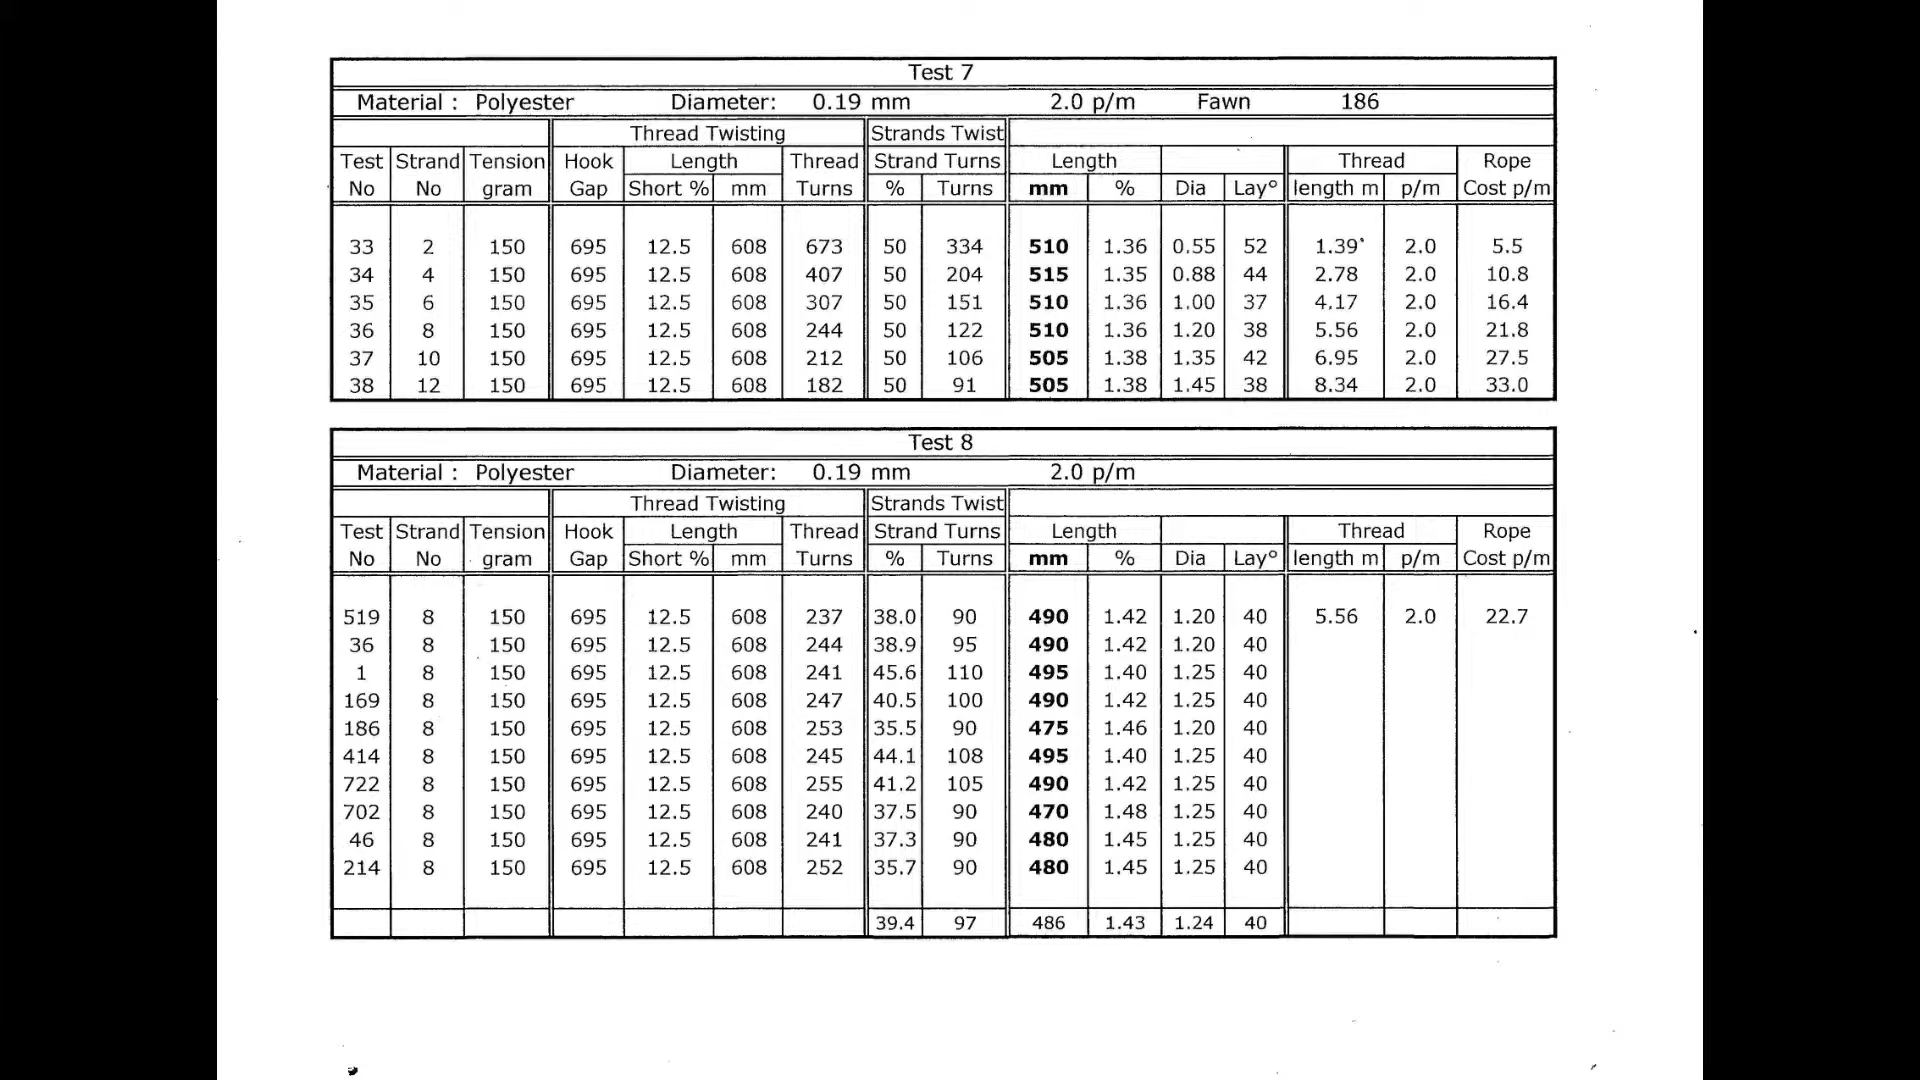 Test 7
Material : Polyester Diameter: 0.19 mm 2.0 p/m Fawn 186
Thread Twisting Strands Twist
Test Strand Tension Hook Length Thread Strand Turns Length Thread Rope
No No gram Gap Short % mm Turns % Turns mm % Dia Lay° length m p/m Cost p/m
33 2 150 695 12.5 608 673 50 334 510 1.36 0.55 52 1.39 2.0 5.5
34 4 150 695 12.5 608 407 50 204 515 1.35 0.88 44 2.78 2.0 10.8
35 6 150 695 12.5 608 307 50 151 510 1.36 1.00 37 4.17 2.0 16.4
36 8 150 695 12.5 608 244 50 122 510 1.36 1.20 38 5.56 2.0 21.8
37 10 150 695 12.5 608 212 50 106 505 1.38 1.35 42 6.95 2.0 27.5
38 12 150 695 12.5 608 182 50 91 505 1.38 1.45 38 8.34 2.0 33.0
Test 8
Material : Polyester Diameter: 0.19 mm 2.0 p/m
Thread Twisting Strands Twist
Test Strand Tension Hook Length Thread Strand Turns Length Thread Rope
No No gram Gap Short % mm Turns % Turns mm % Dia Lay° length m p/m Cost p/m
519 8 150 695 12.5 608 237 38.0 90 490 1.42 1.20 40 5.56 2.0 22.7
36 8 150 695 12.5 608 244 38.9 95 490 1.42 1.20 40
1 8 150 695 12.5 608 241 45.6 110 495 1.40 1.25 40
169 8 150 695 12.5 608 247 40.5 100 490 1.42 1.25 40
186 8 150 695 12.5 608 253 35.5 90 475 1.46 1.20 40
414 8 150 695 12.5 608 245 44.1 108 495 1.40 1.25 40
722 8 150 695 12.5 608 255 41.2 105 490 1.42 1.25 40
702 8 150 695 12.5 608 240 37.5 90 470 1.48 1.25 40
46 8 150 695 12.5 608 241 37.3 90 480 1.45 1.25 40
214 8 150 695 12.5 608 252 35.7 90 480 1.45 1.25 40
39.4 97 486 1.43 1.24 40